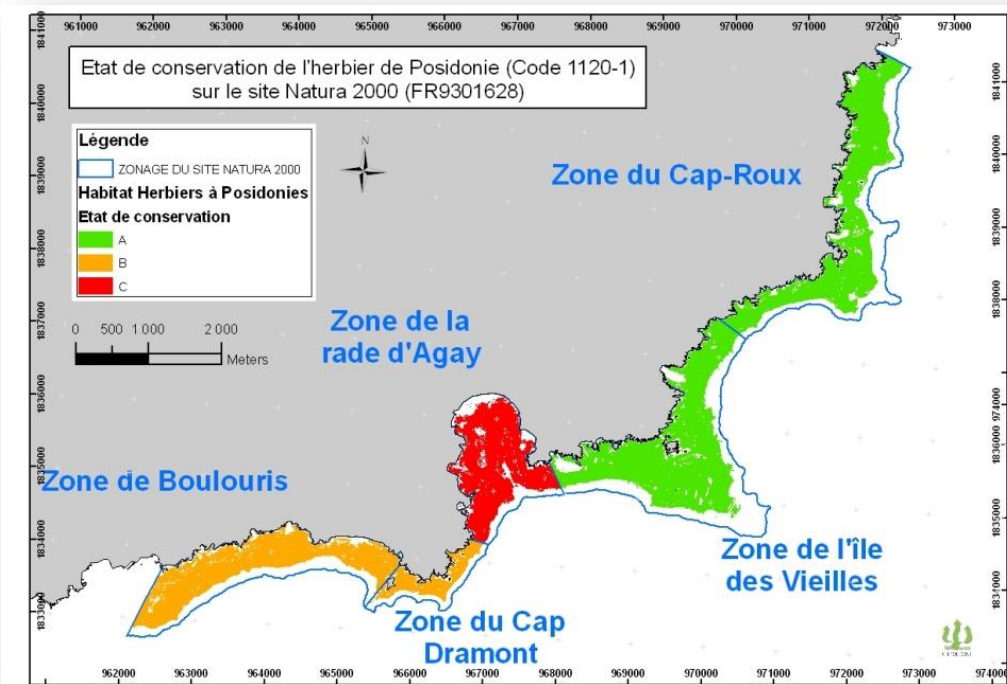 961000 962000 963000 964000 965000 966000 967000 968000 969000 970000 971000 972000 973000
Etat de conservation de l'herbier de Posidonie (Code 1120-1)
sur le site Natura 2000 (FR9301628)
Légende
ZONAGE DU SITE NATURA 2000
Habitat Herbiers à Posidonies
Etat de conservation
A
B
C
0 500 1 000 2 000
Meters
N
Zone du Cap-Roux
Zone de la
rade d'Agay
Zone de Boulouris
Zone de l'île
des Vieilles
Zone du Cap
Dramont
1841000
1840000
1839000
1838000
1837000
1836000
1835000
1834000
1833000
1841000
1840000
1839000
1838000
1836000
1835000
962000 963000 964000 965000 966000 967000 968000 969000 970000 971000 972000 973000